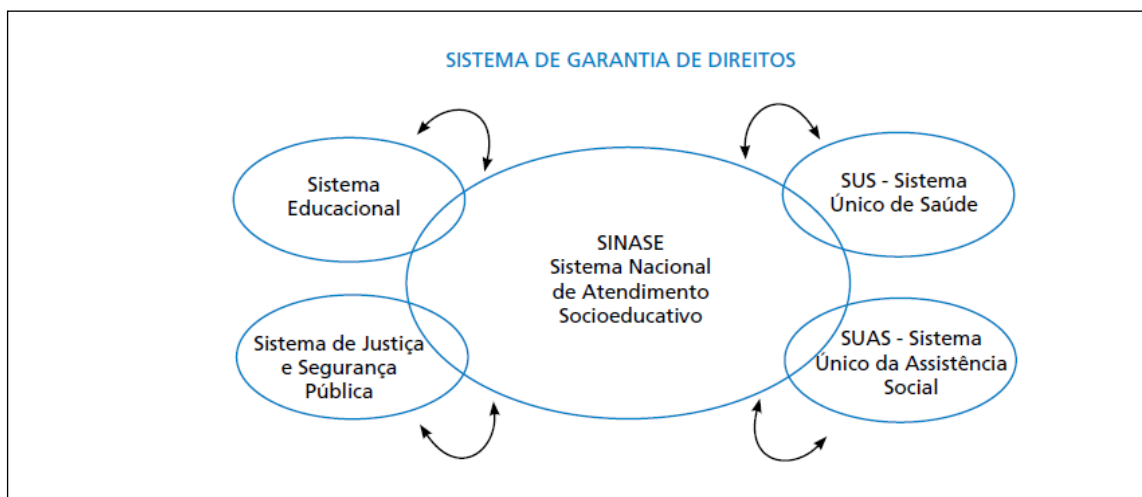 SISTEMA DE GARANTIA DE DIREITOS
Sistema
Educacional
SUS - Sistema
Único de Saúde
SINASE
Sistema Nacional
de Atendimento
Socioeducativo
Sistema de Justiça
e Segurança
Pública
SUAS - Sistema
Único da Assistência
Social